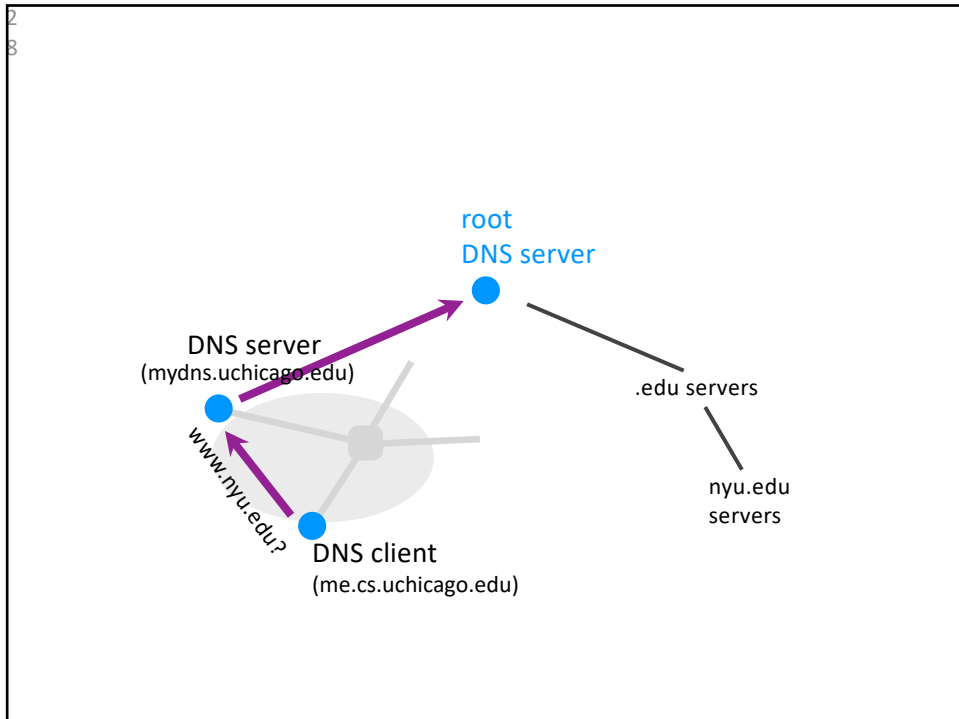 2
8
root
DNS server
DNS server
(mydns.uchicago.edu)
.edu servers
www.nyu.edu?
nyu.edu
servers
DNS client
(me.cs.uchicago.edu)